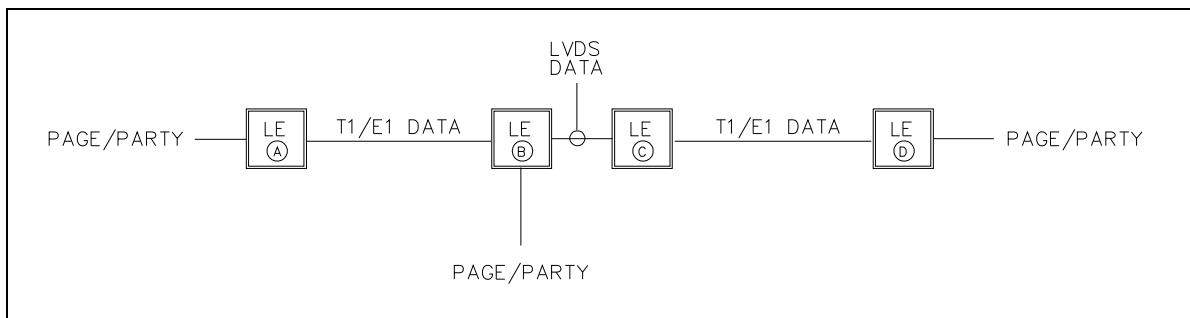 LVDS
DATA
PAGE/PARTY
LE
A
T1/E1 DATA
LE
B
LE
C
T1/E1 DATA
LE
D
PAGE/PARTY
PAGE/PARTY